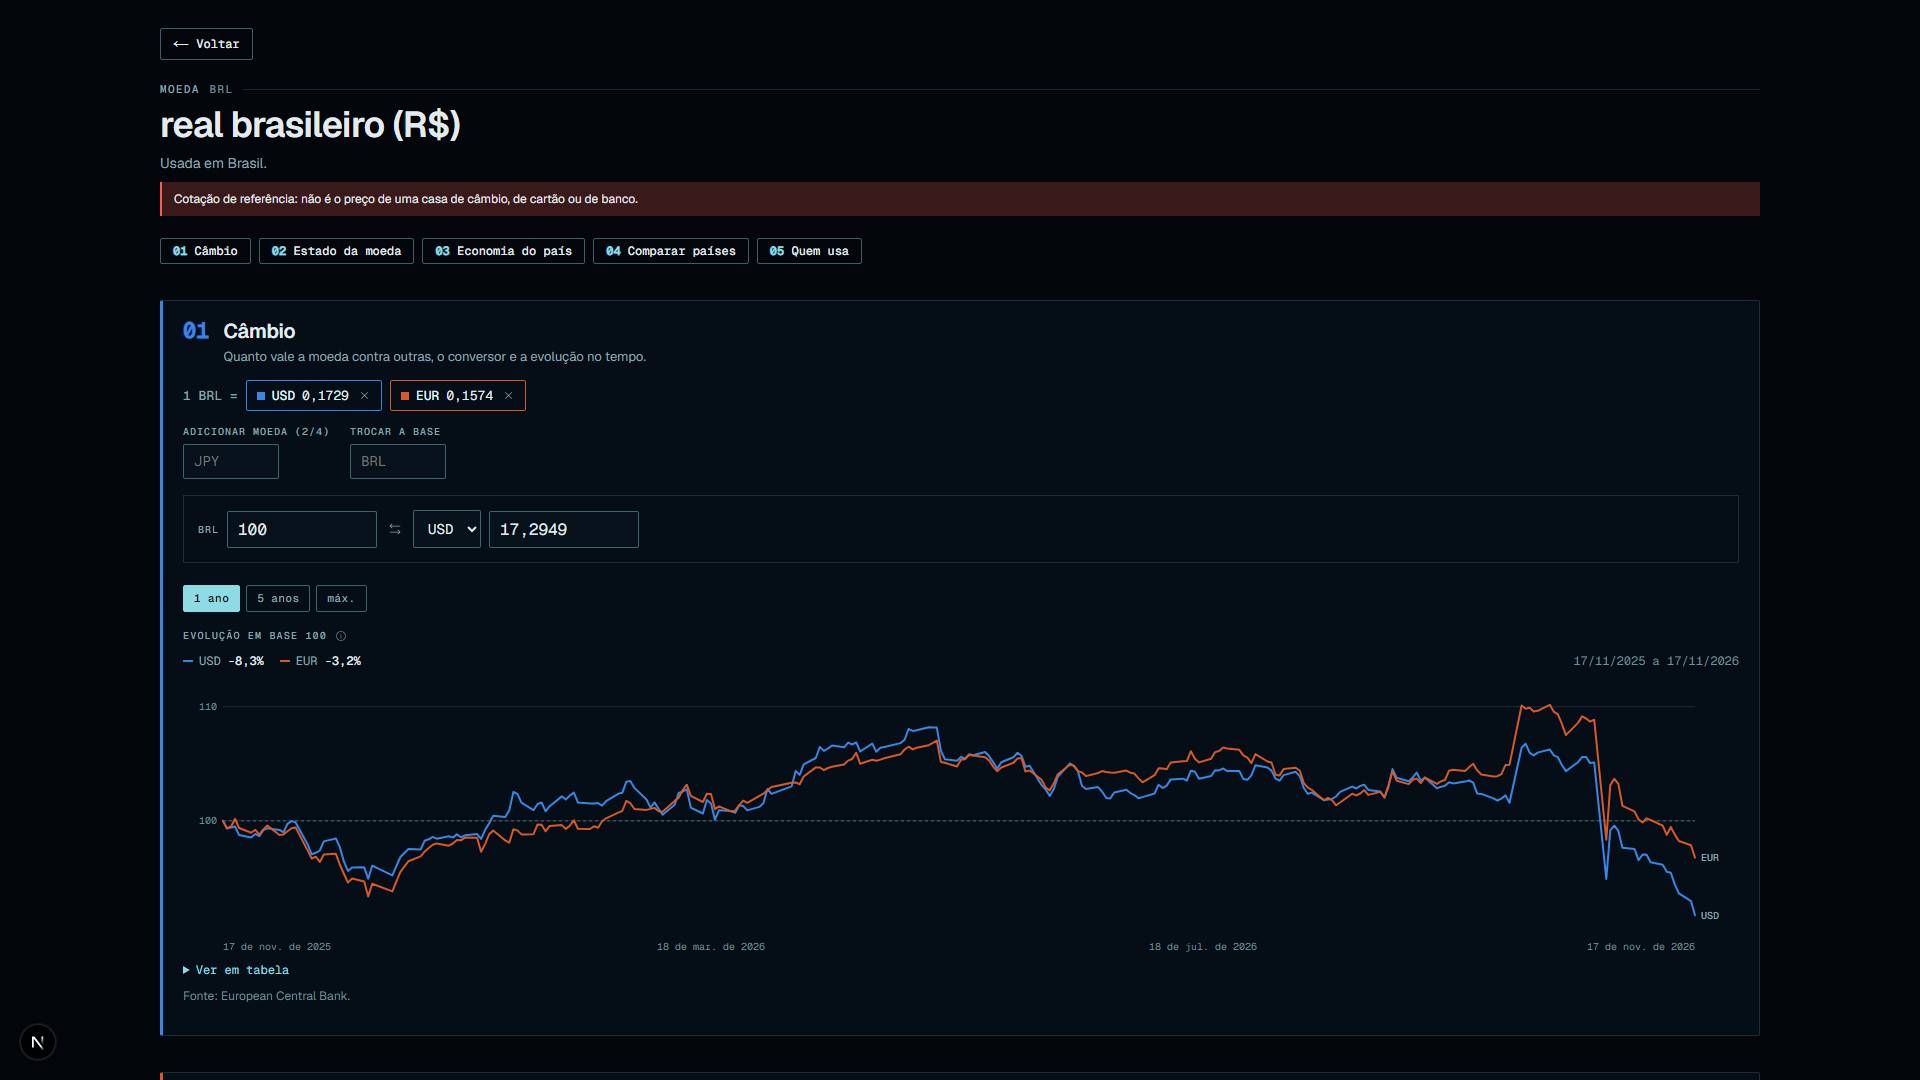 ← Voltar
MOEDA BRL
real brasileiro (R$)
Usada em Brasil.
Cotação de referência: não é o preço de uma casa de câmbio, de cartão ou de banco.
01 Câmbio 02 Estado da moeda 03 Economia do país 04 Comparar países 05 Quem usa
01 Câmbio
Quanto vale a moeda contra outras, o conversor e a evolução no tempo.
1 BRL = USD 0,1729 × EUR 0,1574 ×
ADICIONAR MOEDA (2/4) TROCAR A BASE
JPY BRL
BRL 100 ⇆ USD 17,2949
1 ano 5 anos máx.
EVOLUÇÃO EM BASE 100 ⓘ
USD -8,3% EUR -3,2% 17/11/2025 a 17/11/2026
110
100
EUR
USD
17 de nov. de 2025 18 de mar. de 2026 18 de jul. de 2026 17 de nov. de 2026
▶ Ver em tabela
Fonte: European Central Bank.
N